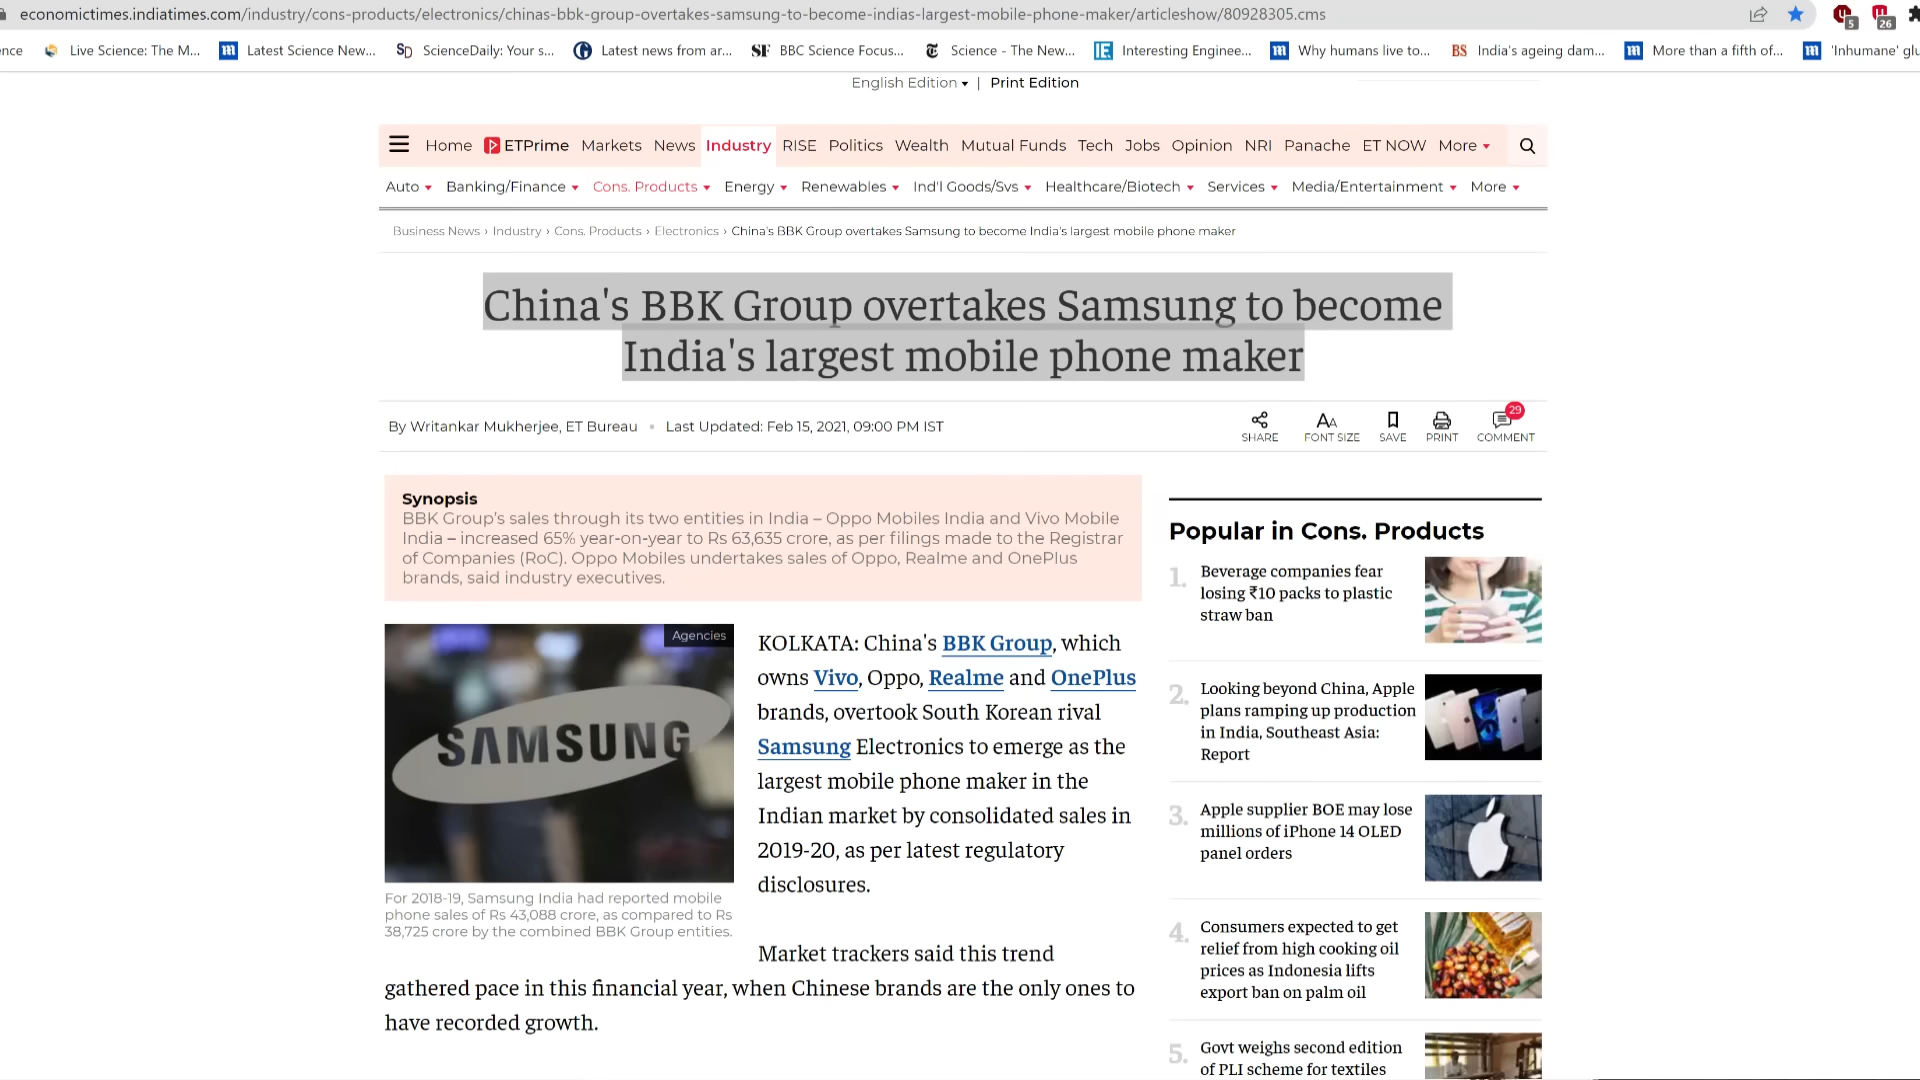 economictimes.indiatimes.com/industry/cons-products/electronics/chinas-bbk-group-overtakes-samsung-to-become-indias-largest-mobile-phone-maker/articleshow/80928305.cms
5
26
Live Science: The M... Latest Science New... ScienceDaily: Your s... Latest news from ar... BBC Science Focus... Science - The New... Interesting Enginee... Why humans live to... India's ageing dam... More than a fifth of... 'Inhumane' glu
English Edition | Print Edition
Home ETPrime Markets News Industry RISE Politics Wealth Mutual Funds Tech Jobs Opinion NRI Panache ET NOW More
Auto Banking/Finance Cons. Products Energy Renewables Ind'l Goods/Svs Healthcare/Biotech Services Media/Entertainment More
Business News › Industry › Cons. Products › Electronics › China's BBK Group overtakes Samsung to become India's largest mobile phone maker
China's BBK Group overtakes Samsung to become
India's largest mobile phone maker
By Writankar Mukherjee, ET Bureau • Last Updated: Feb 15, 2021, 09:00 PM IST
29
SHARE FONT SIZE SAVE PRINT COMMENT
Synopsis
BBK Group's sales through its two entities in India – Oppo Mobiles India and Vivo Mobile
India – increased 65% year-on-year to Rs 63,635 crore, as per filings made to the Registrar
of Companies (RoC). Oppo Mobiles undertakes sales of Oppo, Realme and OnePlus
brands, said industry executives.
Agencies
SAMSUNG
For 2018-19, Samsung India had reported mobile
phone sales of Rs 43,088 crore, as compared to Rs
38,725 crore by the combined BBK Group entities.
KOLKATA: China's BBK Group, which
owns Vivo, Oppo, Realme and OnePlus
brands, overtook South Korean rival
Samsung Electronics to emerge as the
largest mobile phone maker in the
Indian market by consolidated sales in
2019-20, as per latest regulatory
disclosures.
Market trackers said this trend
gathered pace in this financial year, when Chinese brands are the only ones to
have recorded growth.
Popular in Cons. Products
1. Beverage companies fear
losing ₹10 packs to plastic
straw ban
2. Looking beyond China, Apple
plans ramping up production
in India, Southeast Asia:
Report
3. Apple supplier BOE may lose
millions of iPhone 14 OLED
panel orders
4. Consumers expected to get
relief from high cooking oil
prices as Indonesia lifts
export ban on palm oil
5. Govt weighs second edition
of PLI scheme for textiles